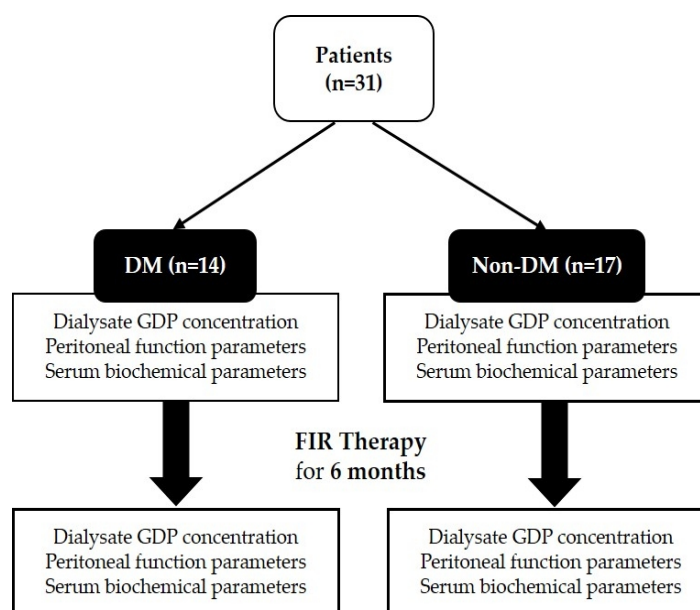 Patients
(n=31)
DM (n=14)
Non-DM (n=17)
Dialysate GDP concentration
Peritoneal function parameters
Serum biochemical parameters
Dialysate GDP concentration
Peritoneal function parameters
Serum biochemical parameters
FIR Therapy
for 6 months
Dialysate GDP concentration
Peritoneal function parameters
Serum biochemical parameters
Dialysate GDP concentration
Peritoneal function parameters
Serum biochemical parameters